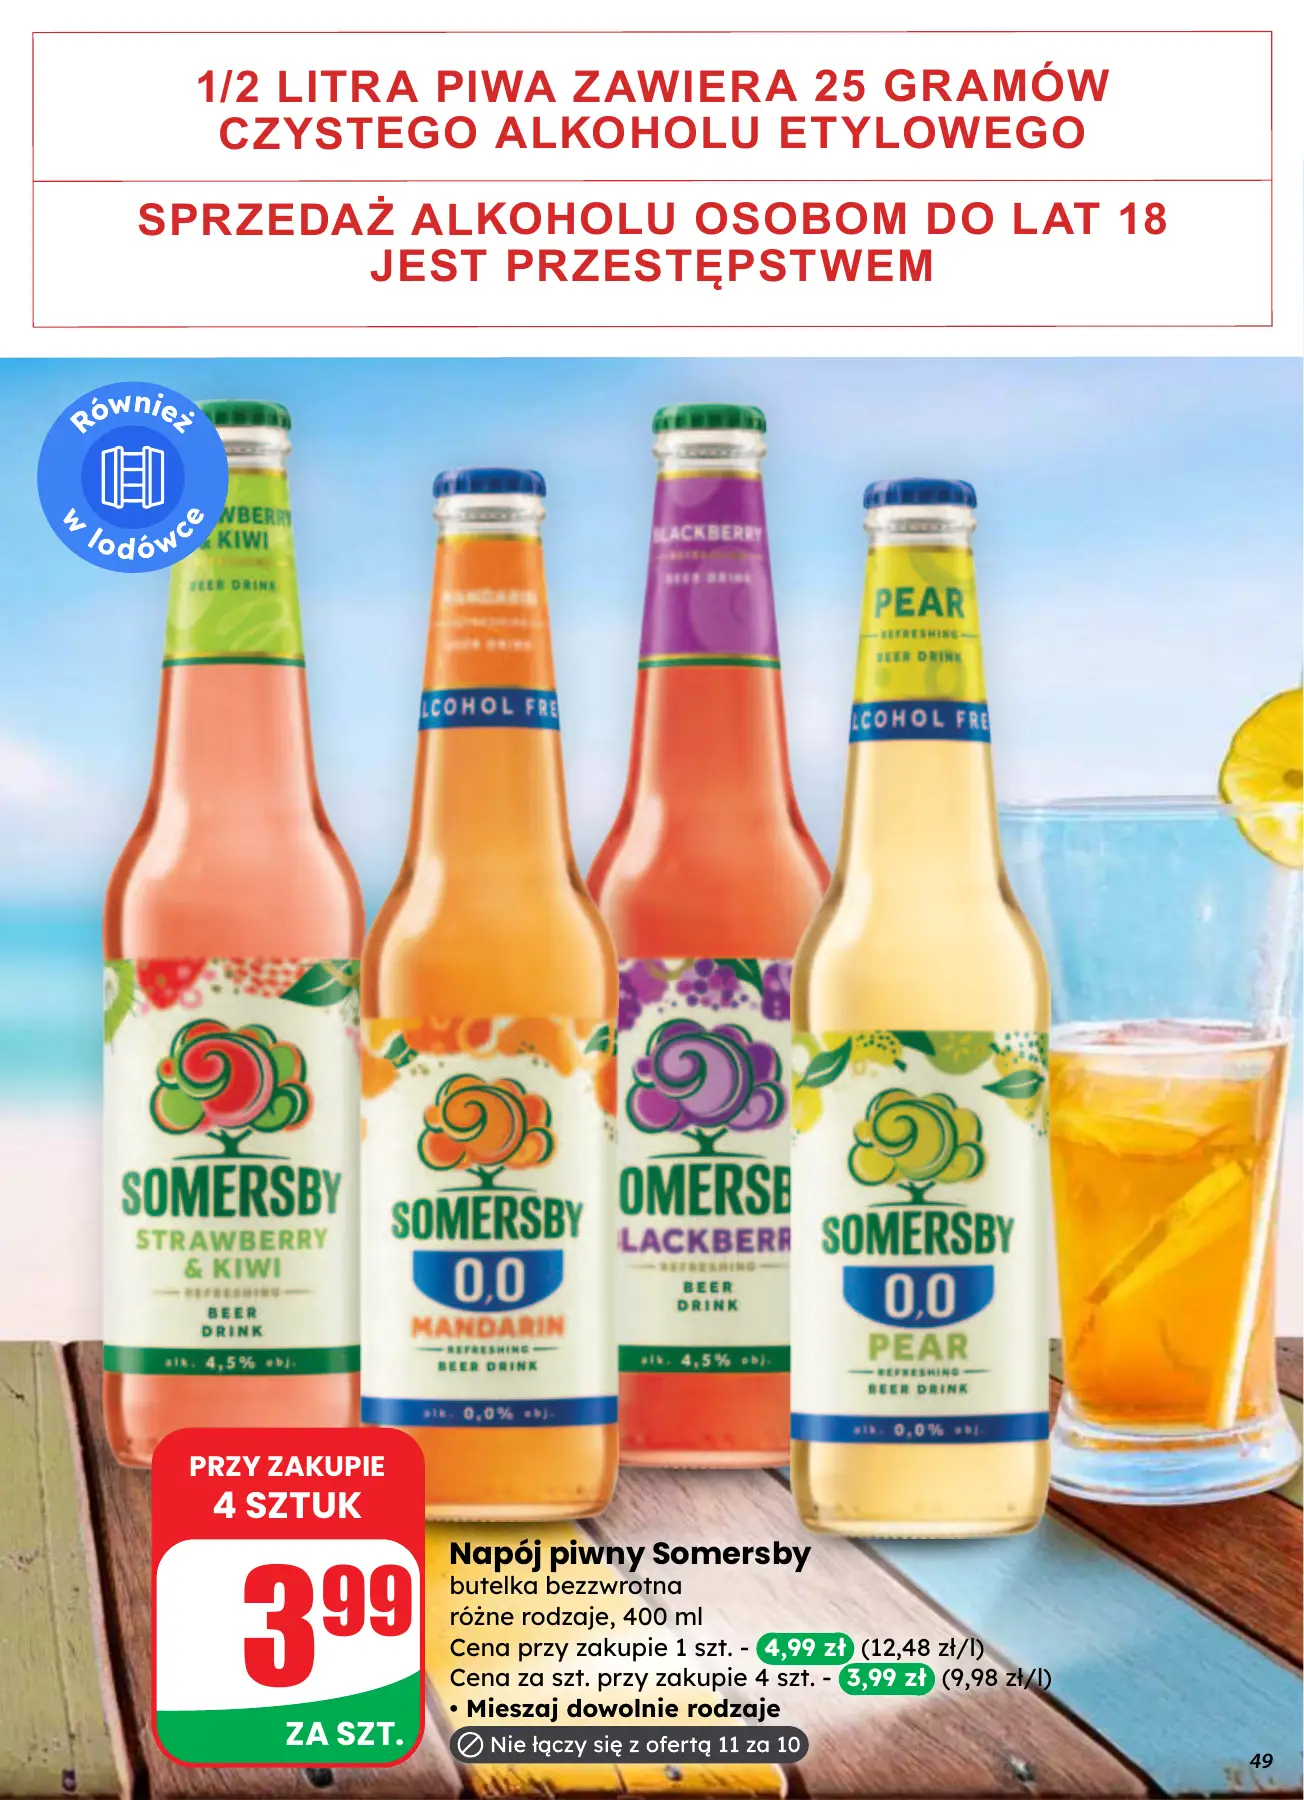 1/2 LITRA PIWA ZAWIERA 25 GRAMÓW
CZYSTEGO ALKOHOLU ETYLOWEGO
SPRZEDAŻ ALKOHOLU OSOBOM DO LAT 18
JEST PRZESTĘPSTWEM
Również
w lodówce
& KIWI
BEER DRINK
MANDARIN
REFRESHING
BEER DRINK
LCOHOL FRE
LACKBERRY
REFRESHING
BEER DRINK
PEAR
REFRESHING
BEER DRINK
LCOHOL FRE
SOMERSBY
STRAWBERRY
& KIWI
REFRESHING
BEER
DRINK
alk. 4,5% obj.
SOMERSBY
0,0
MANDARIN
REFRESHING
BEER DRINK
alk. 0,0% obj.
OMERSB
LACKBERR
REFRESHING
BEER
DRINK
alk. 4,5% obj.
SOMERSBY
0,0
PEAR
REFRESHING
BEER DRINK
alk. 0,0% obj.
PRZY ZAKUPIE
4 SZTUK
3 99
ZA SZT.
Napój piwny Somersby
butelka bezzwrotna
różne rodzaje, 400 ml
Cena przy zakupie 1 szt. - 4,99 zł (12,48 zł/l)
Cena za szt. przy zakupie 4 szt. - 3,99 zł (9,98 zł/l)
• Mieszaj dowolnie rodzaje
Nie łączy się z ofertą 11 za 10
49